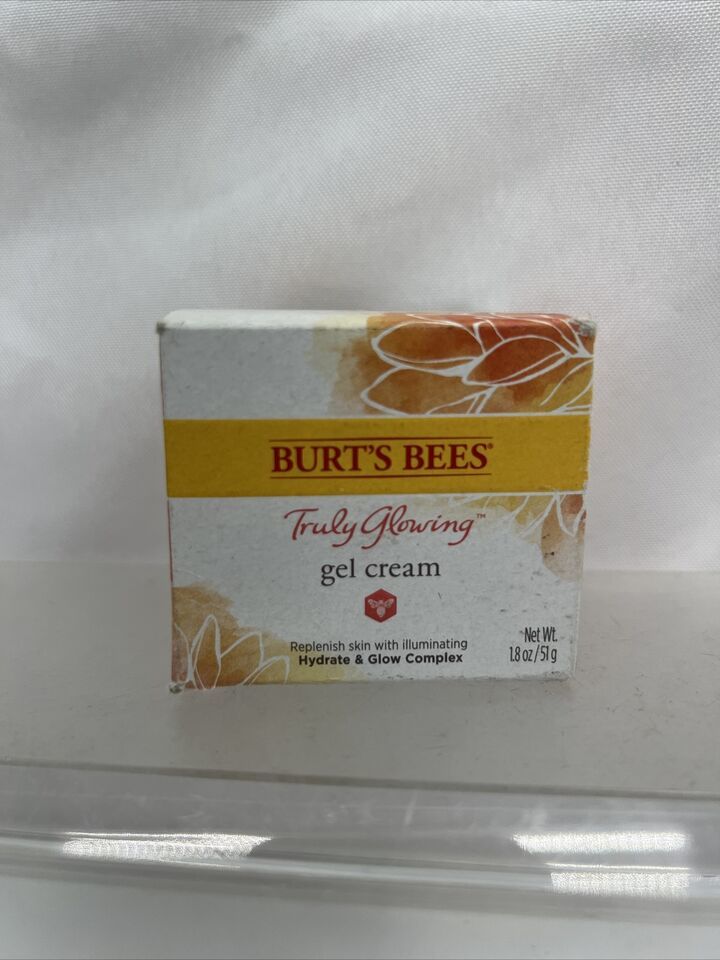 BURT'S BEES®
Truly Glowing™
gel cream
Replenish skin with illuminating
Hydrate & Glow Complex
Net Wt.
1.8 oz/51 g